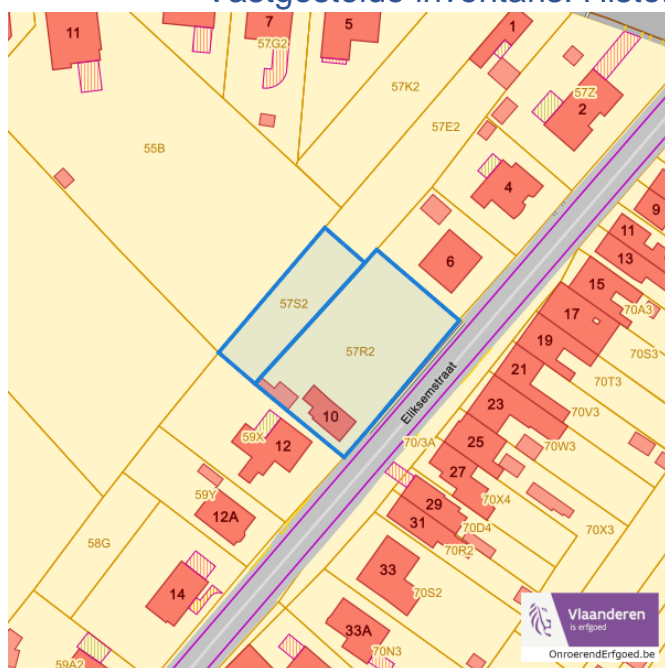 Vastgestelde Inventaris: Histor
11
7
5
1
57G2
57Z
2
57K2
57E2
55B
4
9
11
13
6
15
57S2
17
70A3
57R2
19
70S3
21
70T3
Eliksemstraat
23
70V3
10
59X
12
70/3A
25
70W3
27
59Y
29
70X4
12A
31
70D4
70X3
58G
70R2
33
14
70S2
33A
59A2
70N3
Vlaanderen
is erfgoed
OnroerendErfgoed.be